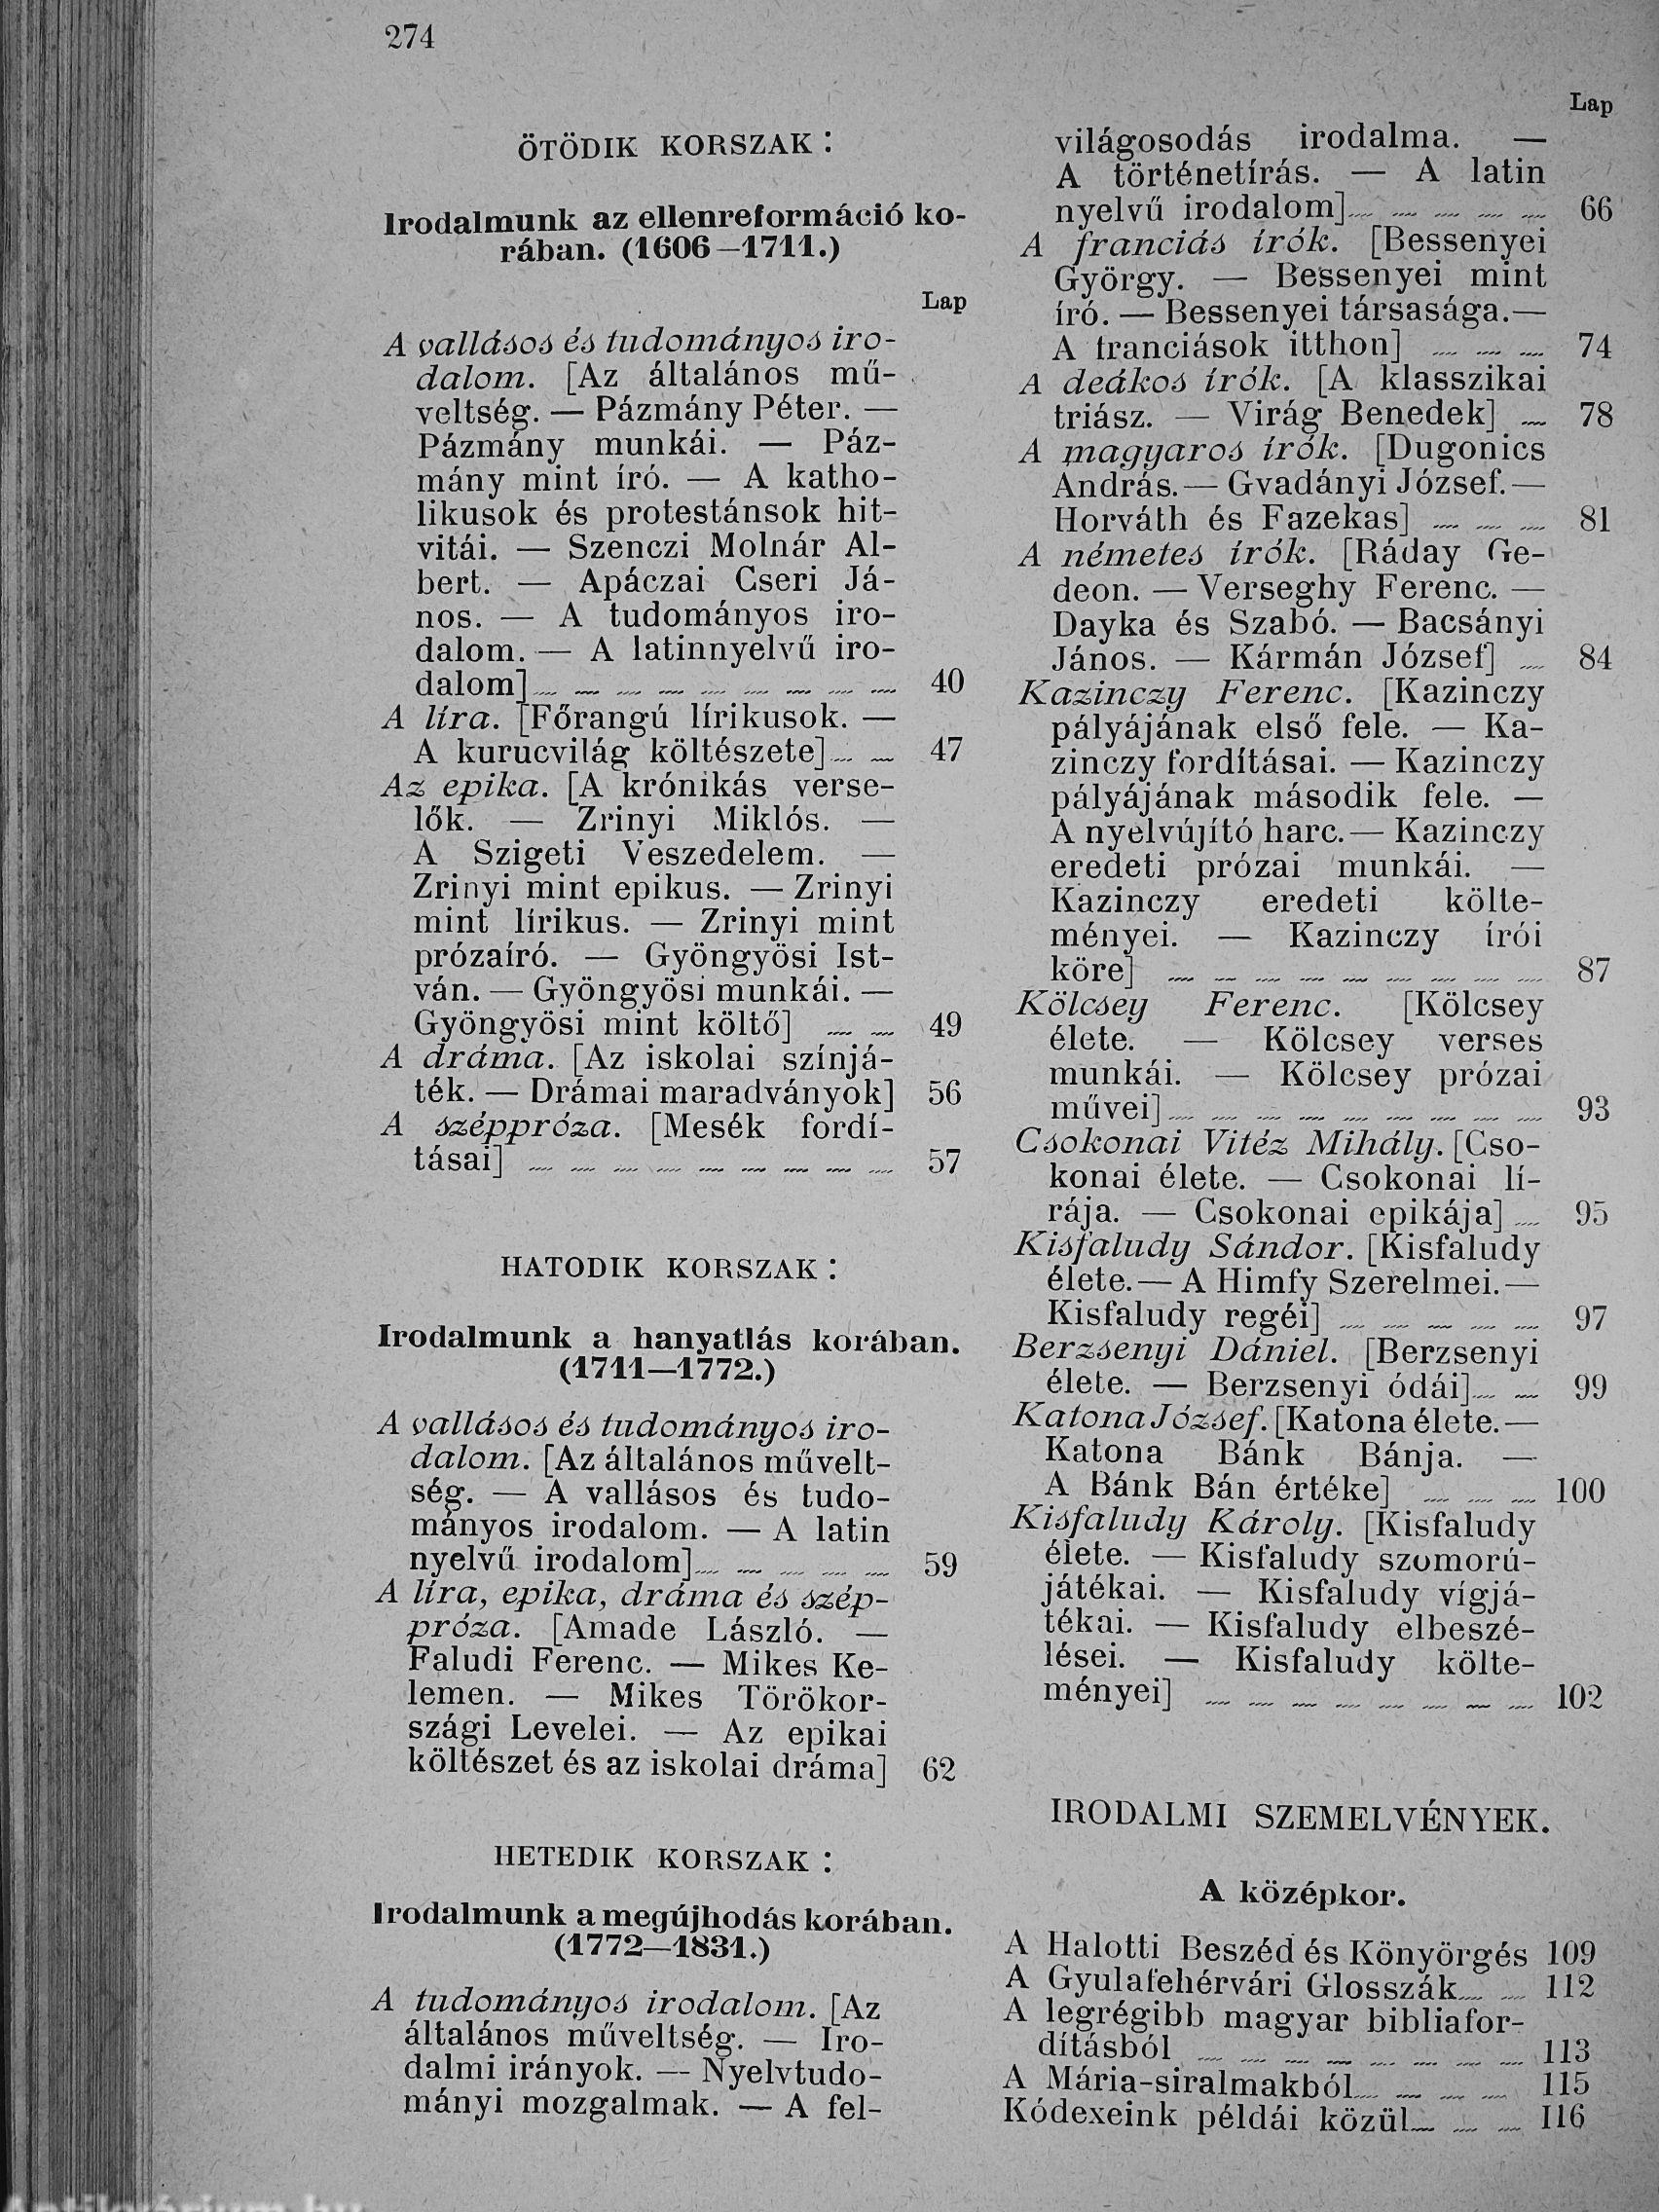 274
ÖTÖDIK KORSZAK:
Irodalmunk az ellenreformáció ko-
rában. (1606—1711.)
Lap
A vallásos és tudományos iro-
dalom. [Az általános mű-
veltség. — Pázmány Péter. —
Pázmány munkái. — Páz-
mány mint író. — A katho-
likusok és protestánsok hit-
vitái. — Szenczi Molnár Al-
bert. — Apáczai Cseri Já-
nos. — A tudományos iro-
dalom. — A latinnyelvű iro-
dalom] 40
A líra. [Főrangú lírikusok. —
A kurucvilág költészete] 47
Az epika. [A krónikás verse-
lők. — Zrinyi Miklós. —
A Szigeti Veszedelem. —
Zrinyi mint epikus. — Zrinyi
mint lírikus. — Zrinyi mint
prózaíró. — Gyöngyösi Ist-
ván. — Gyöngyösi munkái. —
Gyöngyösi mint költő] 49
A dráma. [Az iskolai színjá-
ték. — Drámai maradványok] 56
A széppróza. [Mesék fordí-
tásai] 57
HATODIK KORSZAK:
Irodalmunk a hanyatlás korában.
(1711—1772.)
A vallásos és tudományos iro-
dalom. [Az általános művelt-
ség. — A vallásos és tudo-
mányos irodalom. — A latin
nyelvű irodalom] 59
A líra, epika, dráma és szép-
próza. [Amade László. —
Faludi Ferenc. — Mikes Ke-
lemen. — Mikes Törökor-
szági Levelei. — Az epikai
költészet és az iskolai dráma] 62
HETEDIK KORSZAK:
Irodalmunk a megújhodás korában.
(1772—1831.)
A tudományos irodalom. [Az
általános műveltség. — Iro-
dalmi irányok. — Nyelvtudo-
mányi mozgalmak. — A fel-
Lap
világosodás irodalma. —
A történetírás. — A latin
nyelvű irodalom] 66
A franciás írók. [Bessenyei
György. — Bessenyei mint
író. — Bessenyei társasága.—
A franciások itthon] 74
A deákos írók. [A klasszikai
triász. — Virág Benedek] 78
A magyaros írók. [Dugonics
András.— Gvadányi József.—
Horváth és Fazekas] 81
A németes írók. [Ráday Ge-
deon. — Verseghy Ferenc. —
Dayka és Szabó. — Bacsányi
János. — Kármán József] 84
Kazinczy Ferenc. [Kazinczy
pályájának első fele. — Ka-
zinczy fordításai. — Kazinczy
pályájának második fele. —
A nyelvújító harc.— Kazinczy
eredeti prózai munkái. —
Kazinczy eredeti költe-
ményei. — Kazinczy írói
köre] 87
Kölcsey Ferenc. [Kölcsey
élete. — Kölcsey verses
munkái. — Kölcsey prózai
művei] 93
Csokonai Vitéz Mihály. [Cso-
konai élete. — Csokonai lí-
rája. — Csokonai epikája] 95
Kisfaludy Sándor. [Kisfaludy
élete.— A Himfy Szerelmei.—
Kisfaludy regéi] 97
Berzsenyi Dániel. [Berzsenyi
élete. — Berzsenyi ódái] 99
Katona József. [Katona élete.—
Katona Bánk Bánja. —
A Bánk Bán értéke] 100
Kisfaludy Károly. [Kisfaludy
élete. — Kisfaludy szomorú-
játékai. — Kisfaludy vígjá-
tékai. — Kisfaludy elbeszé-
lései. — Kisfaludy költe-
ményei] 102
IRODALMI SZEMELVÉNYEK.
A középkor.
A Halotti Beszéd és Könyörgés 109
A Gyulafehérvári Glosszák 112
A legrégibb magyar bibliafor-
dításból 113
A Mária-siralmakból 115
Kódexeink példái közül 116